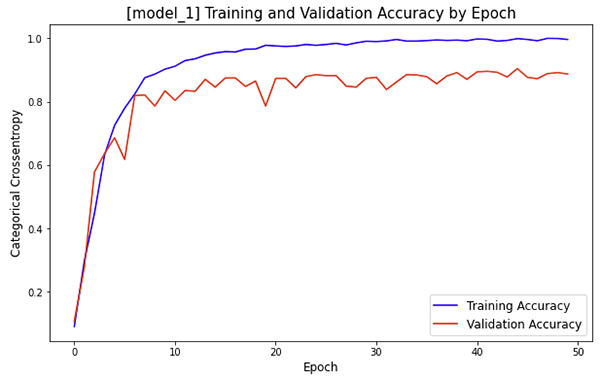 [model_1] Training and Validation Accuracy by Epoch
1.0
0.8
0.6
0.4
0.2
Categorical Crossentropy
0 10 20 30 40 50
Epoch
Training Accuracy
Validation Accuracy